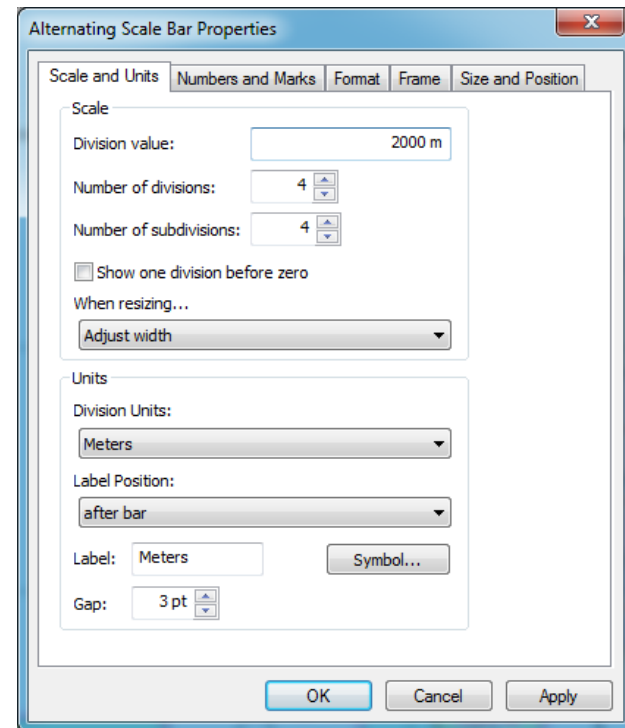 Alternating Scale Bar Properties
Scale and Units Numbers and Marks Format Frame Size and Position
Scale
Division value: 2000 m
Number of divisions: 4
Number of subdivisions: 4
Show one division before zero
When resizing...
Adjust width
Units
Division Units:
Meters
Label Position:
after bar
Label: Meters Symbol...
Gap: 3 pt
OK Cancel Apply